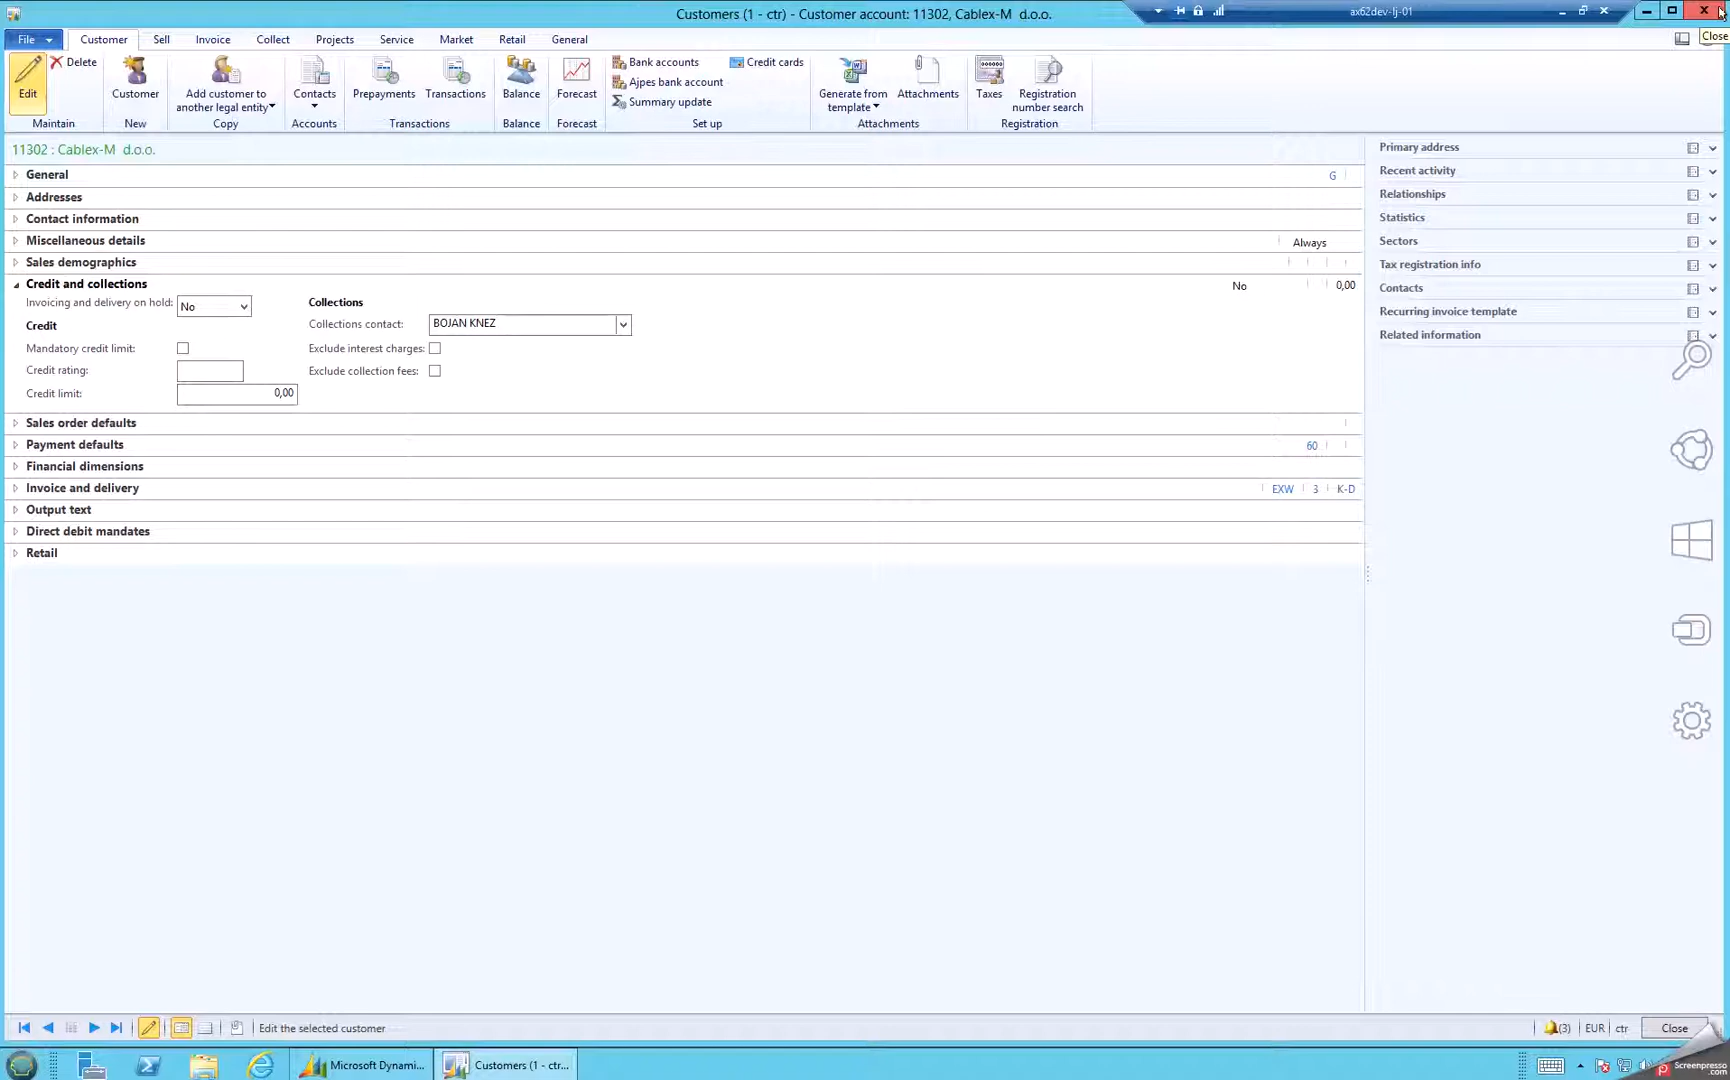 Customers (1 - ctr) - Customer account: 11302, Cablex-M  d.o.o.
ax62dev-lj-01
Close
File Customer Sell Invoice Collect Projects Service Market Retail General
Edit
Delete
Maintain
Customer
New
Add customer to
another legal entity
Copy
Contacts
Accounts
Prepayments Transactions
Transactions
Balance
Balance
Forecast
Forecast
Bank accounts
Ajpes bank account
Summary update
Credit cards
Set up
Generate from
template
Attachments
Attachments
Taxes
Registration
number search
Registration
11302 : Cablex-M  d.o.o.
General G
Addresses
Contact information
Miscellaneous details Always
Sales demographics
Credit and collections No 0,00
Invoicing and delivery on hold: No
Credit
Mandatory credit limit:
Credit rating:
Credit limit: 0,00
Collections
Collections contact: BOJAN KNEZ
Exclude interest charges:
Exclude collection fees:
Sales order defaults
Payment defaults 60
Financial dimensions
Invoice and delivery EXW 3 K-D
Output text
Direct debit mandates
Retail
Primary address
Recent activity
Relationships
Statistics
Sectors
Tax registration info
Contacts
Recurring invoice template
Related information
Edit the selected customer
(3) EUR ctr Close
Microsoft Dynami...
Customers (1 - ctr...
Screenpresso
.com